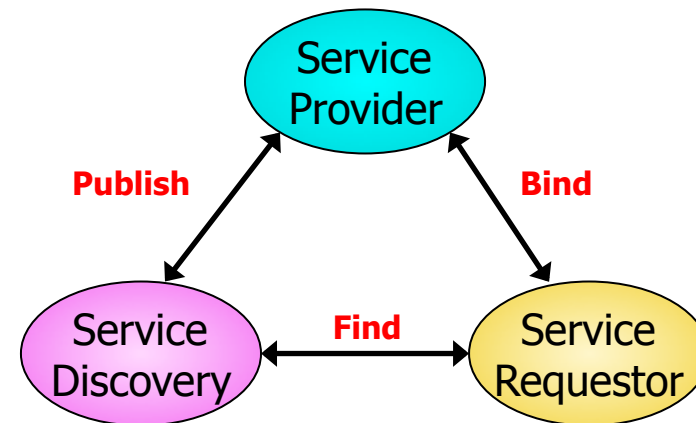 Service
Provider
Publish
Bind
Find
Service
Discovery
Service
Requestor